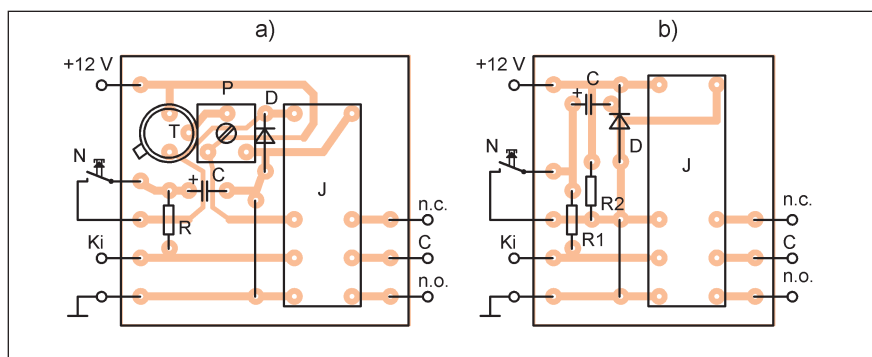 a)
+12 V
P
D
T
N
+
C
J
R
n.c.
Ki
C
n.o.
b)
+12 V
C
+
D
N
J
R2
R1
n.c.
Ki
C
n.o.